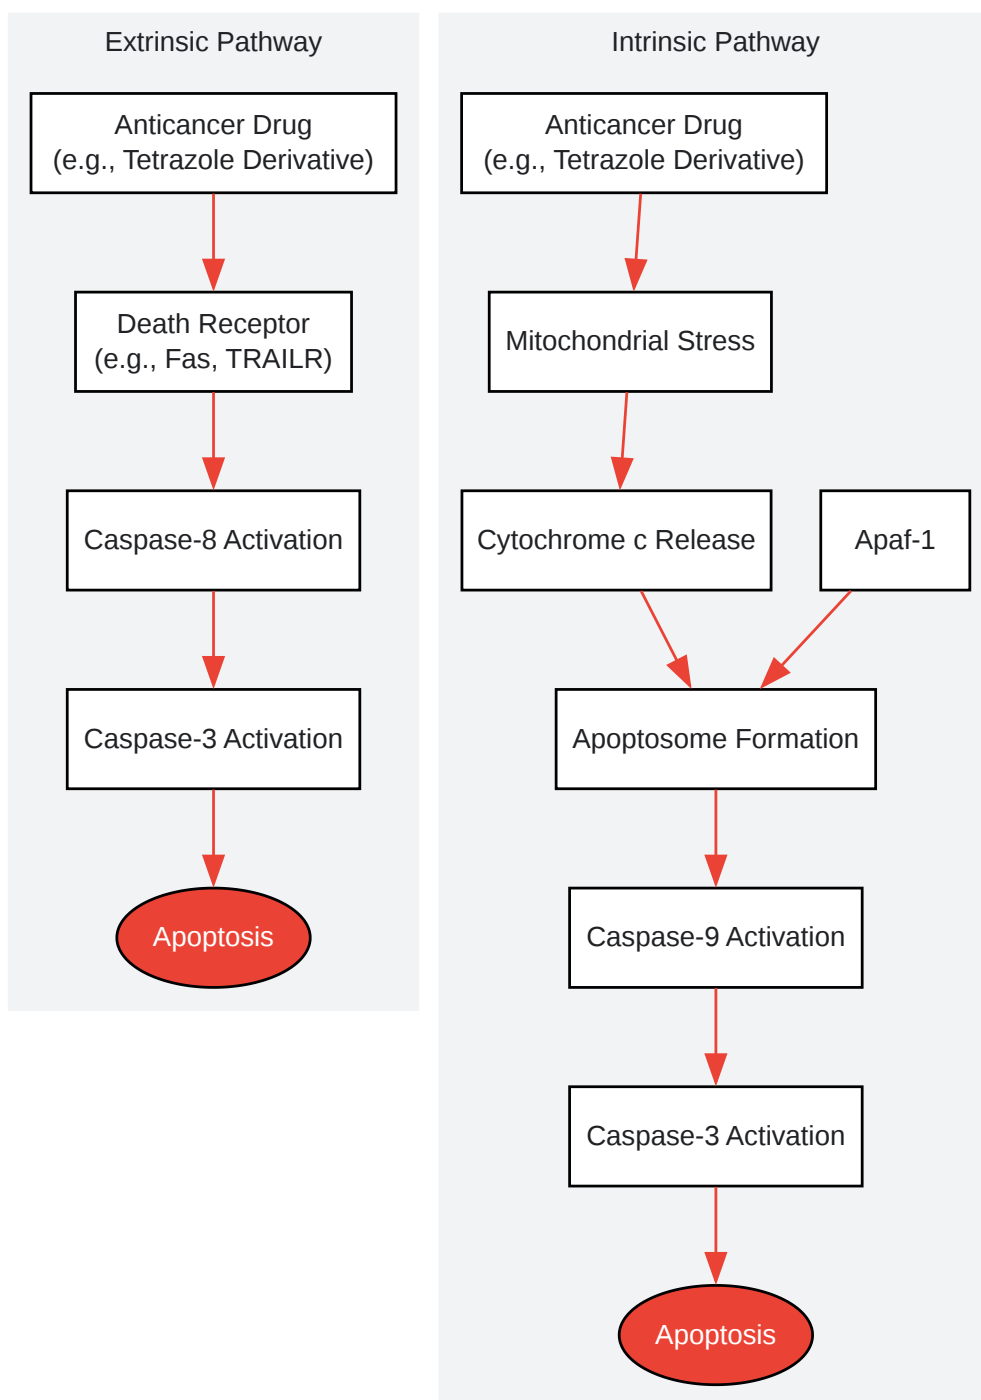 Extrinsic Pathway
Anticancer Drug
(e.g., Tetrazole Derivative)
Death Receptor
(e.g., Fas, TRAILR)
Caspase-8 Activation
Caspase-3 Activation
Apoptosis
Intrinsic Pathway
Anticancer Drug
(e.g., Tetrazole Derivative)
Mitochondrial Stress
Cytochrome c Release
Apaf-1
Apoptosome Formation
Caspase-9 Activation
Caspase-3 Activation
Apoptosis